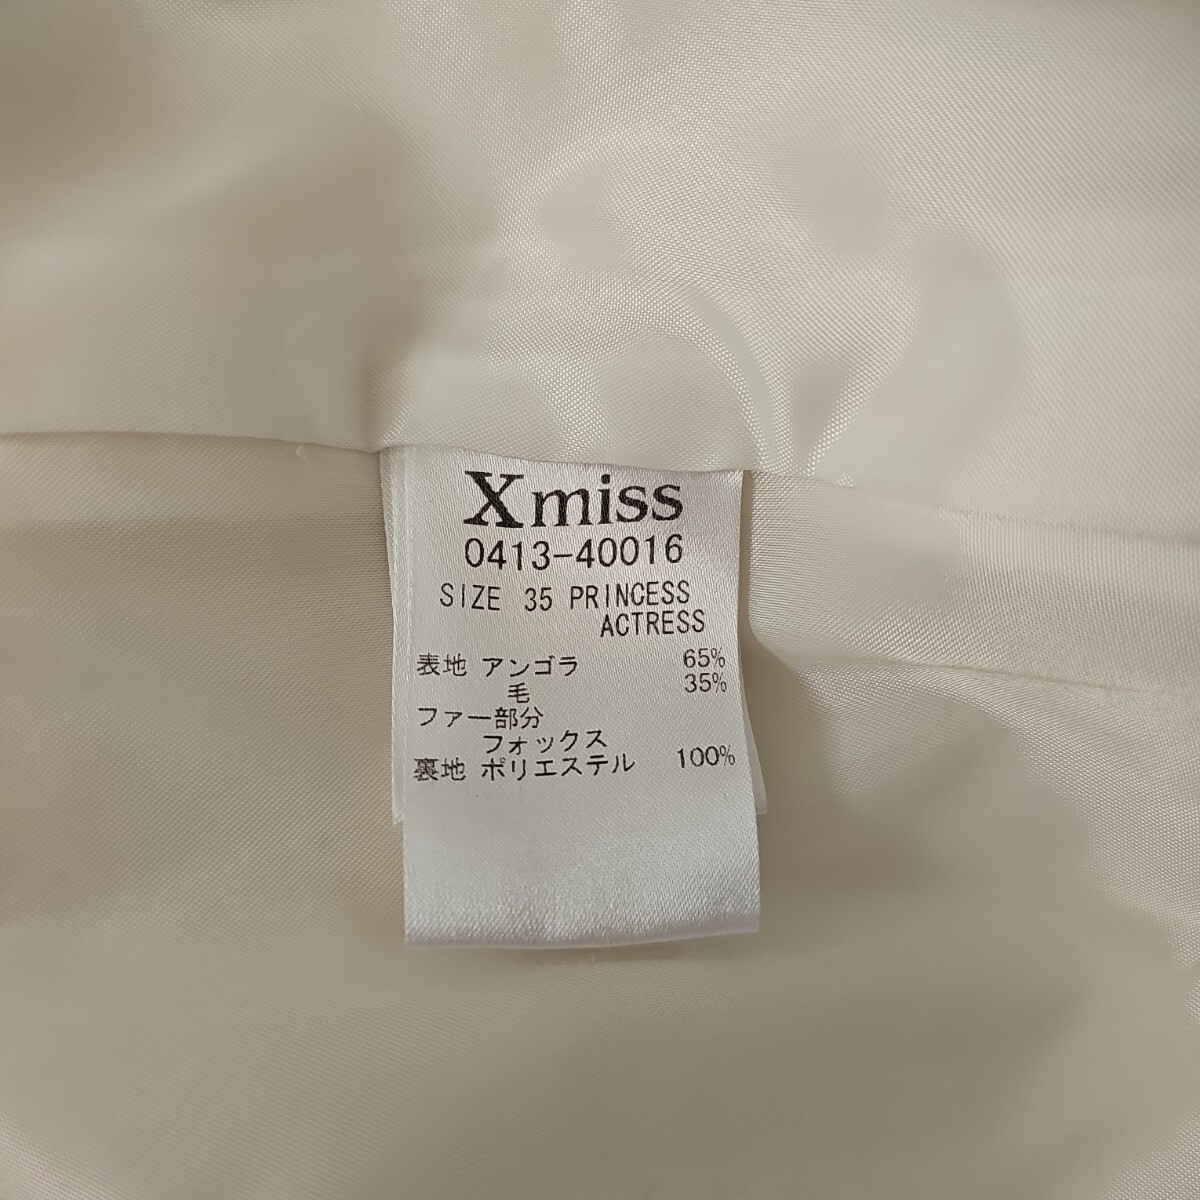 Xmiss
0413-40016
SIZE 35 PRINCESS
ACTRESS
表地 アンゴラ 65%
毛 35%
ファー部分
フォックス
裏地 ポリエステル 100%